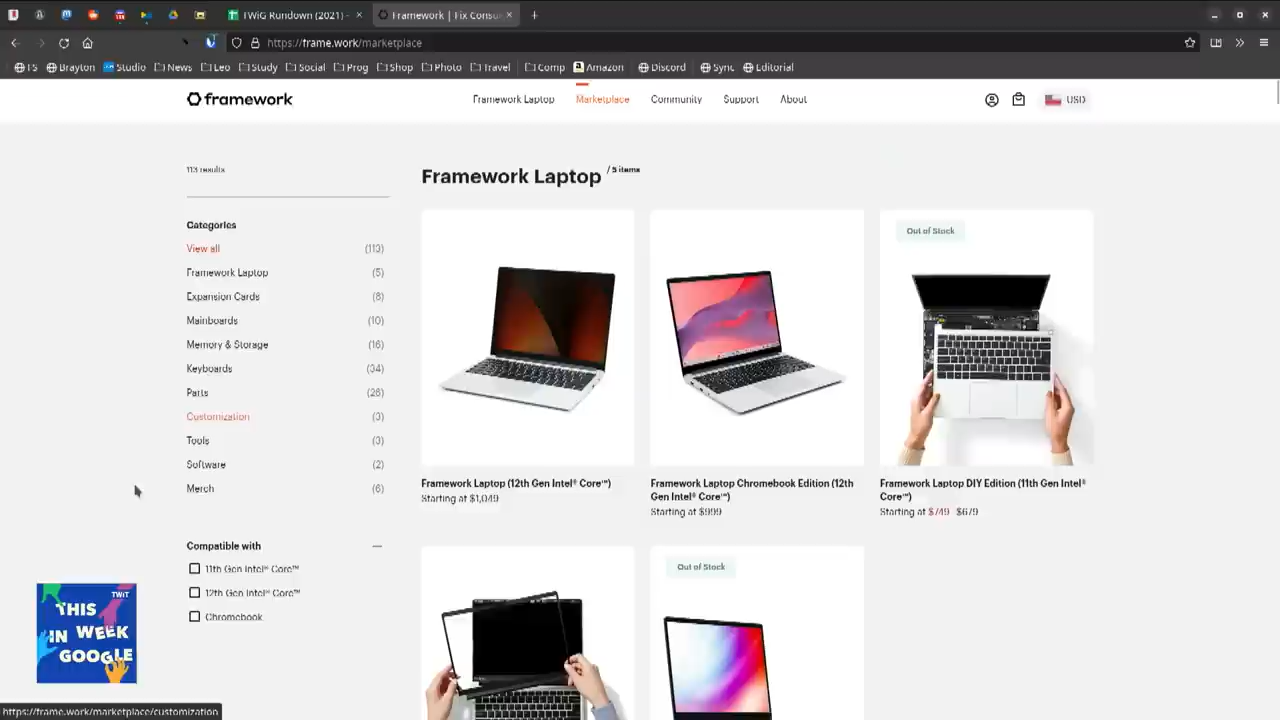 TWiG Rundown (2021) -
Framework | Fix Consu
https://frame.work/marketplace
TS
Brayton
Studio
News
Leo
Study
Social
Prog
Shop
Photo
Travel
Comp
Amazon
Discord
Sync
Editorial
framework
Framework Laptop
Marketplace
Community
Support
About
USD
113 results
Categories
View all (113)
Framework Laptop (5)
Expansion Cards (8)
Mainboards (10)
Memory & Storage (16)
Keyboards (34)
Parts (26)
Customization (3)
Tools (3)
Software (2)
Merch (6)
Compatible with
11th Gen Intel® Core™
12th Gen Intel® Core™
Chromebook
Framework Laptop / 5 items
Framework Laptop (12th Gen Intel® Core™)
Starting at $1,049
Framework Laptop Chromebook Edition (12th
Gen Intel® Core™)
Starting at $999
Out of Stock
Framework Laptop DIY Edition (11th Gen Intel®
Core™)
Starting at $749 $679
Out of Stock
TWiT
THIS
IN WEEK
GOOGLE
https://frame.work/marketplace/customization